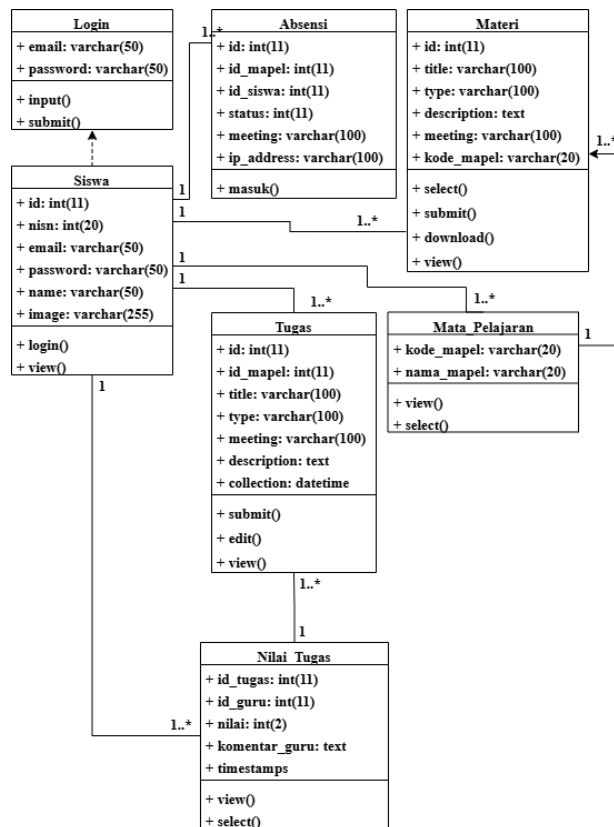 Login
+ email: varchar(50)
+ password: varchar(50)
+ input()
+ submit()
Absensi
+ id: int(11)
+ id_mapel: int(11)
+ id_siswa: int(11)
+ status: int(11)
+ meeting: varchar(100)
+ ip_address: varchar(100)
+ masuk()
1..*
Materi
+ id: int(11)
+ title: varchar(100)
+ type: varchar(100)
+ description: text
+ meeting: varchar(100)
+ kode_mapel: varchar(20)
+ select()
+ submit()
+ download()
+ view()
1..*
1..*
Siswa
+ id: int(11)
+ nisn: int(20)
+ email: varchar(50)
+ password: varchar(50)
+ name: varchar(50)
+ image: varchar(255)
+ login()
+ view()
1
1
1
1
1
1..*
Tugas
+ id: int(11)
+ id_mapel: int(11)
+ title: varchar(100)
+ type: varchar(100)
+ meeting: varchar(100)
+ description: text
+ collection: datetime
+ submit()
+ edit()
+ view()
1..*
1..*
Mata_Pelajaran
+ kode_mapel: varchar(20)
+ nama_mapel: varchar(20)
+ view()
+ select()
1
1
Nilai_Tugas
+ id_tugas: int(11)
+ id_guru: int(11)
+ nilai: int(2)
+ komentar_guru: text
+ timestamps
+ view()
+ select()
1..*